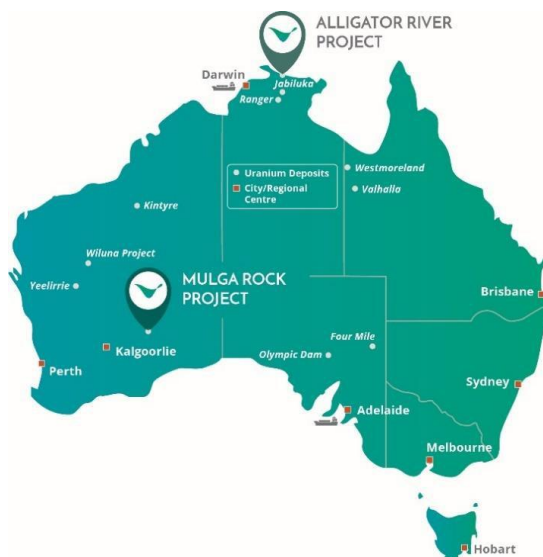 ALLIGATOR RIVER
PROJECT
Darwin
Jabiluka
Ranger
Uranium Deposits
City/Regional
Centre
Westmoreland
Valhalla
Kintyre
Wiluna Project
Yeelirrie
MULGA ROCK
PROJECT
Brisbane
Four Mile
Olympic Dam
Kalgoorlie
Perth
Sydney
Adelaide
Melbourne
Hobart